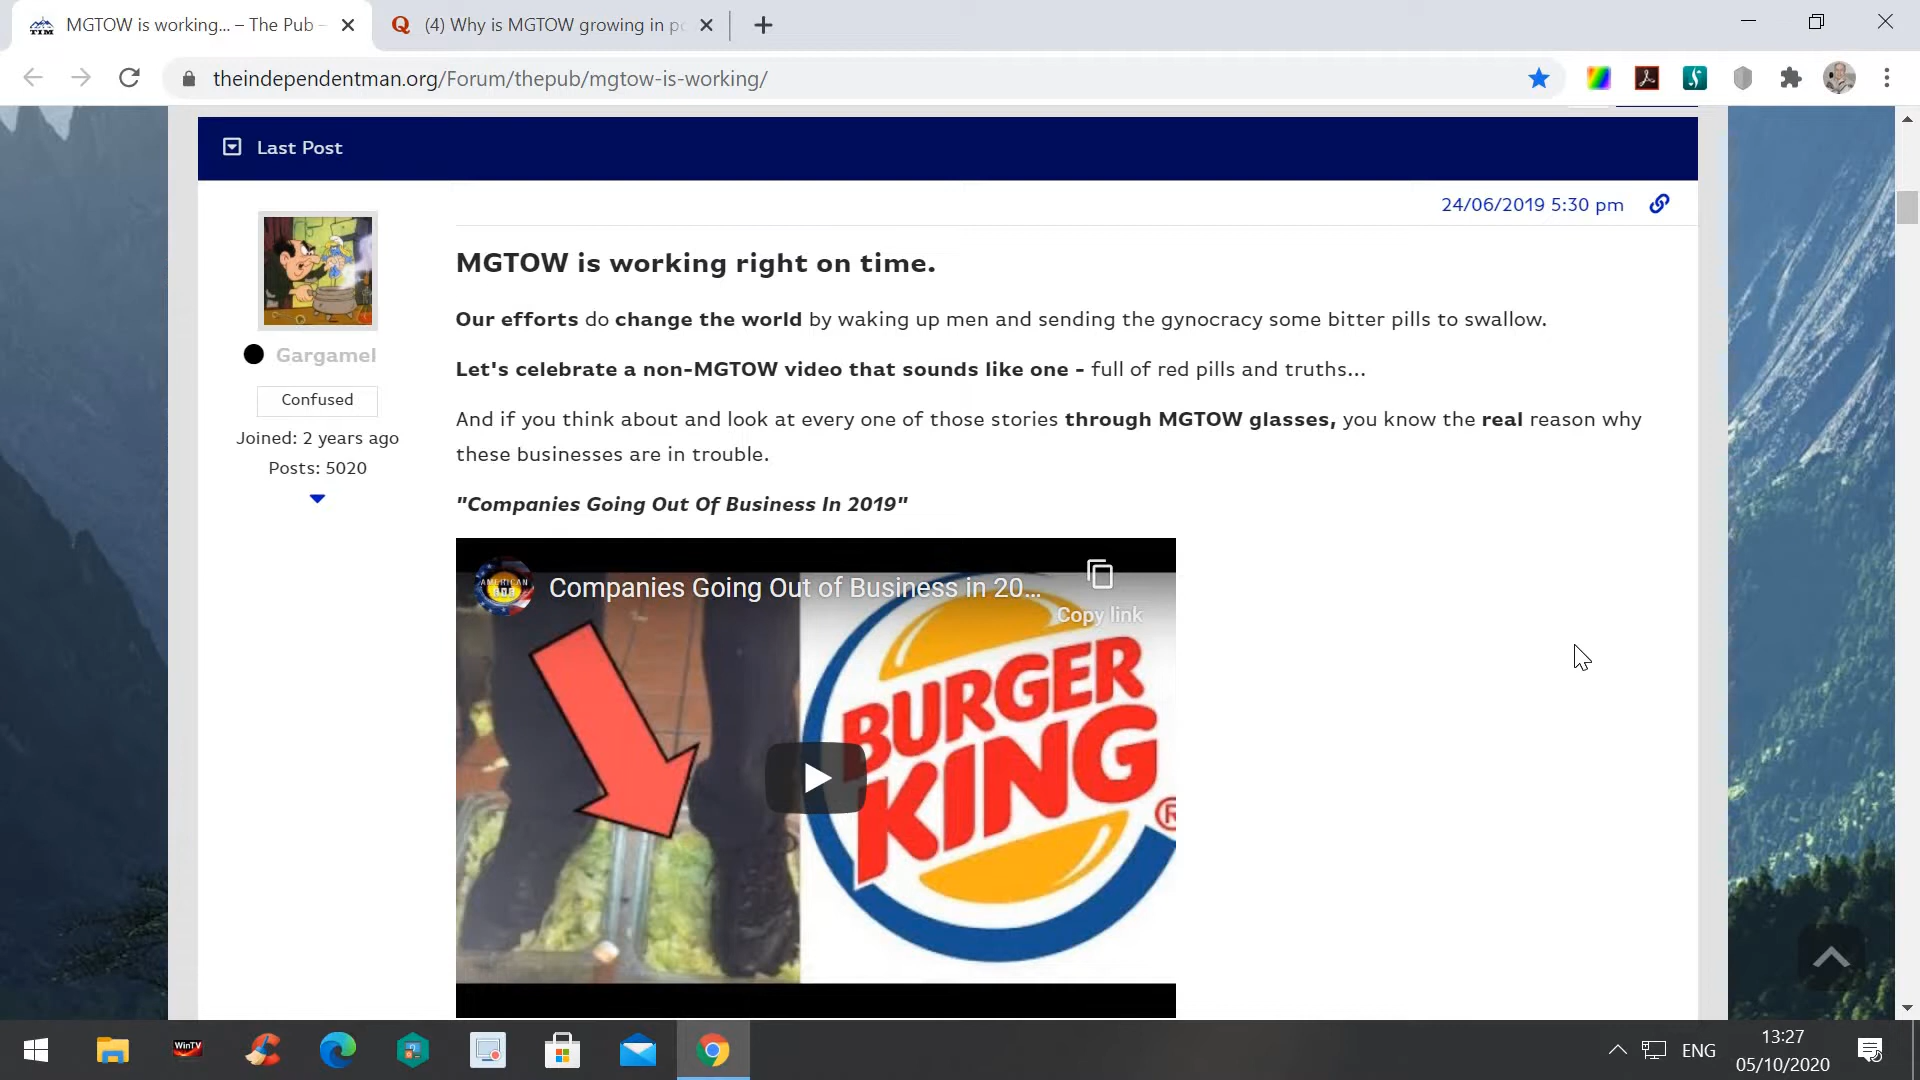 MGTOW is working... – The Pub –
(4) Why is MGTOW growing in po
theindependentman.org/Forum/thepub/mgtow-is-working/
Last Post
24/06/2019 5:30 pm
Gargamel
Confused
Joined: 2 years ago
Posts: 5020
MGTOW is working right on time.
Our efforts do change the world by waking up men and sending the gynocracy some bitter pills to swallow.
Let's celebrate a non-MGTOW video that sounds like one - full of red pills and truths...
And if you think about and look at every one of those stories through MGTOW glasses, you know the real reason why
these businesses are in trouble.
"Companies Going Out Of Business In 2019"
AMERICAN
Companies Going Out of Business in 20...
Copy link
BURGER
KING
®
WinTV
ENG
13:27
05/10/2020